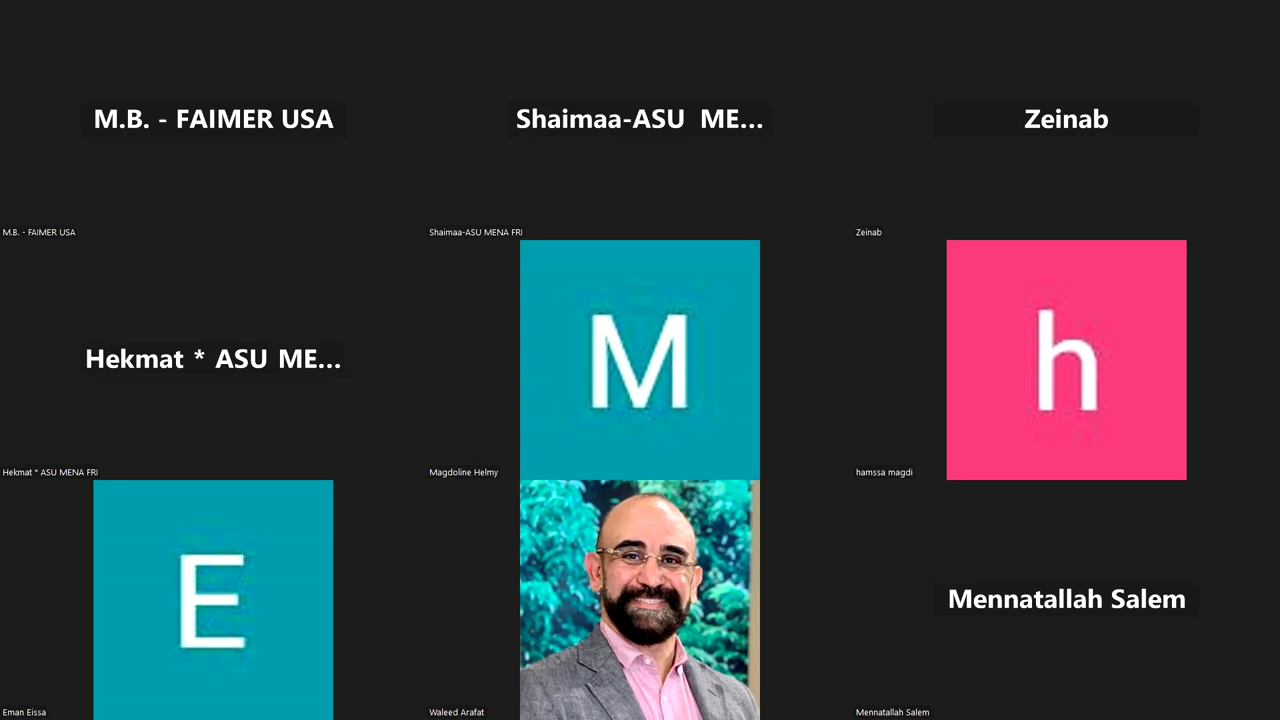 M.B. - FAIMER USA
Shaimaa-ASU ME...
Zeinab
M.B. - FAIMER USA
Shaimaa-ASU MENA FRI
Zeinab
Hekmat * ASU ME...
M
h
Hekmat * ASU MENA FRI
Magdoline Helmy
hamssa magdi
E
Mennatallah Salem
Eman Eissa
Waleed Arafat
Mennatallah Salem